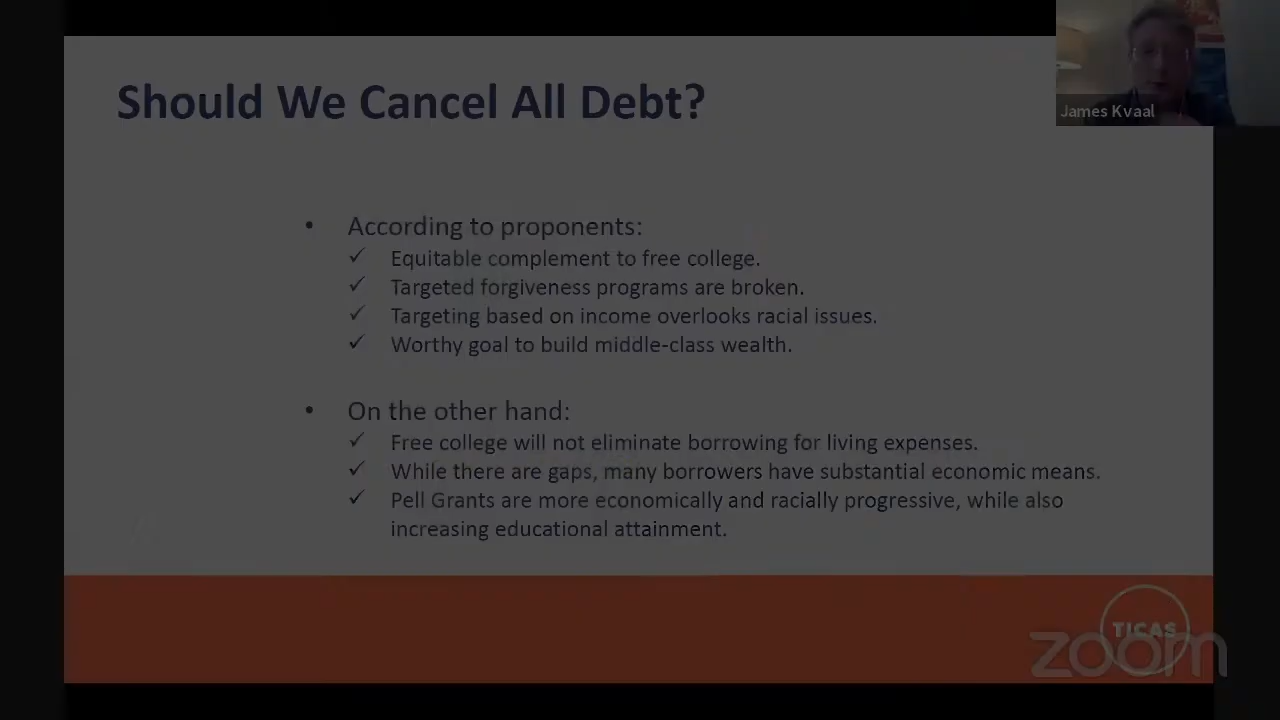 Should We Cancel All Debt?
James Kvaal
• According to proponents:
✓ Equitable complement to free college.
✓ Targeted forgiveness programs are broken.
✓ Targeting based on income overlooks racial issues.
✓ Worthy goal to build middle-class wealth.
• On the other hand:
✓ Free college will not eliminate borrowing for living expenses.
✓ While there are gaps, many borrowers have substantial economic means.
✓ Pell Grants are more economically and racially progressive, while also
increasing educational attainment.
TICAS
zoom